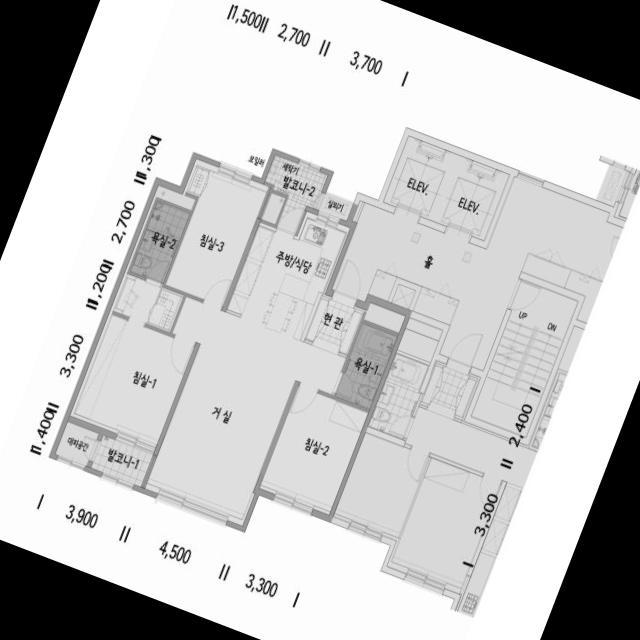 1,500 2,700 3,700
1,300
2,700
1,200
3,300
1,400
보일러
세탁기
발코니-2
실외기
ELEV.
ELEV.
욕실-2
침실-3
주방/식당
홀
현관
UP
DN
욕실-1
침실-1
거실
침실-2
대피공간
발코니-1
2,400
3,300
3,900 4,500 3,300